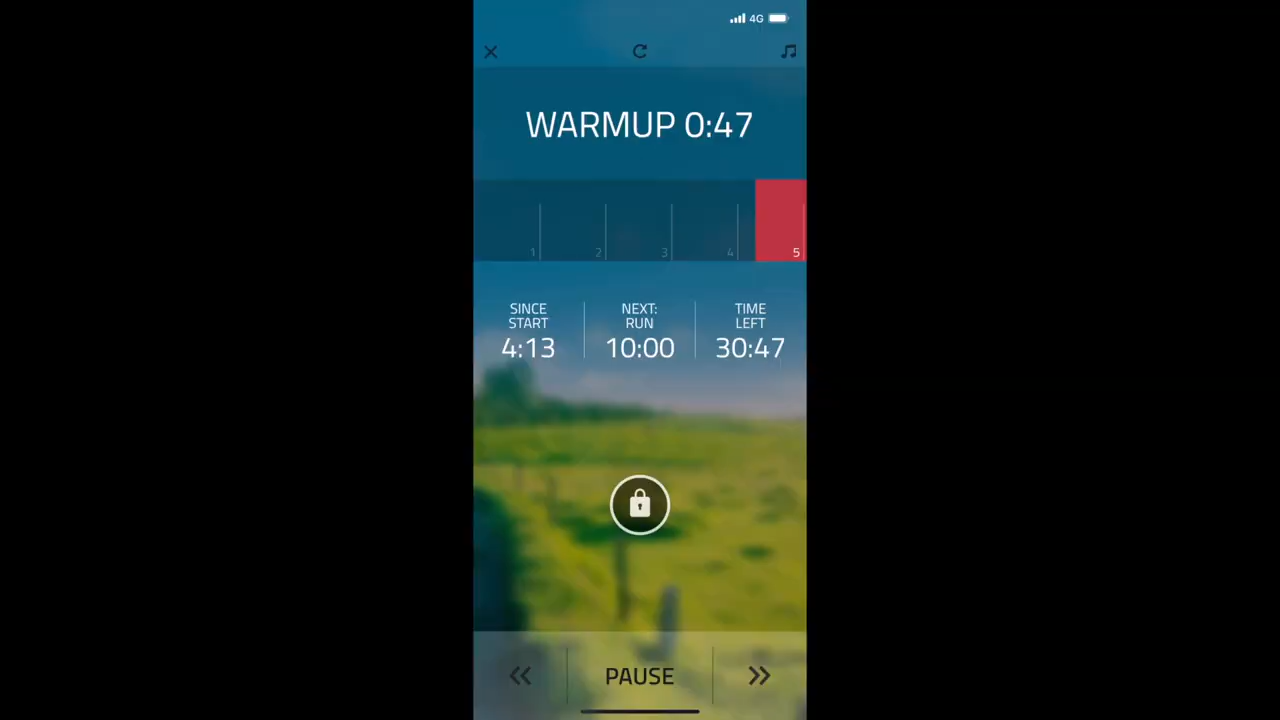 4G
WARMUP 0:47
1 2 3 4 5
SINCE START NEXT: RUN TIME LEFT
4:13 10:00 30:47
PAUSE